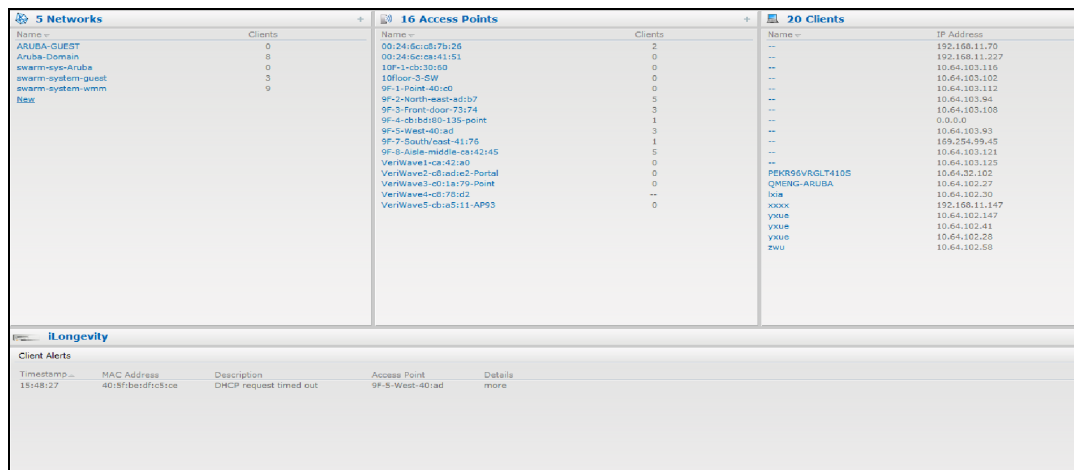 5 Networks +
Name Clients
ARUBA-GUEST 0
Aruba-Domain 8
swarm-sys-Aruba 0
swarm-system-guest 3
swarm-system-wmm 9
New
16 Access Points +
Name Clients
00:24:6c:c8:7b:26 2
00:24:6c:ca:41:51 0
10F-1-cb:30:60 0
10floor-3-SW 0
9F-1-Point-40:c0 0
9F-2-North-east-ad:b7 5
9F-3-Front-door-73:74 3
9F-4-cb:bd:80-135-point 1
9F-5-West-40:ad 3
9F-7-South/east-41:76 1
9F-8-Aisle-middle-ca:42:45 5
VeriWave1-ca:42:a0 0
VeriWave2-c8:ad:e2-Portal 0
VeriWave3-c0:1a:79-Point 0
VeriWave4-c8:78:d2 --
VeriWave5-cb:a5:11-AP93 0
20 Clients
Name IP Address
-- 192.168.11.70
-- 192.168.11.227
-- 10.64.103.116
-- 10.64.103.102
-- 10.64.103.112
-- 10.64.103.94
-- 10.64.103.108
-- 0.0.0.0
-- 10.64.103.93
-- 169.254.99.45
-- 10.64.103.121
-- 10.64.103.125
PEKR96VRGLT410S 10.64.32.102
QMENG-ARUBA 10.64.102.27
lxia 10.64.102.30
xxxx 192.168.11.147
yxue 10.64.102.147
yxue 10.64.102.41
yxue 10.64.102.28
zwu 10.64.102.58
iLongevity
Client Alerts
Timestamp MAC Address Description Access Point Details
15:48:27 40:5f:be:df:c5:ce DHCP request timed out 9F-5-West-40:ad more